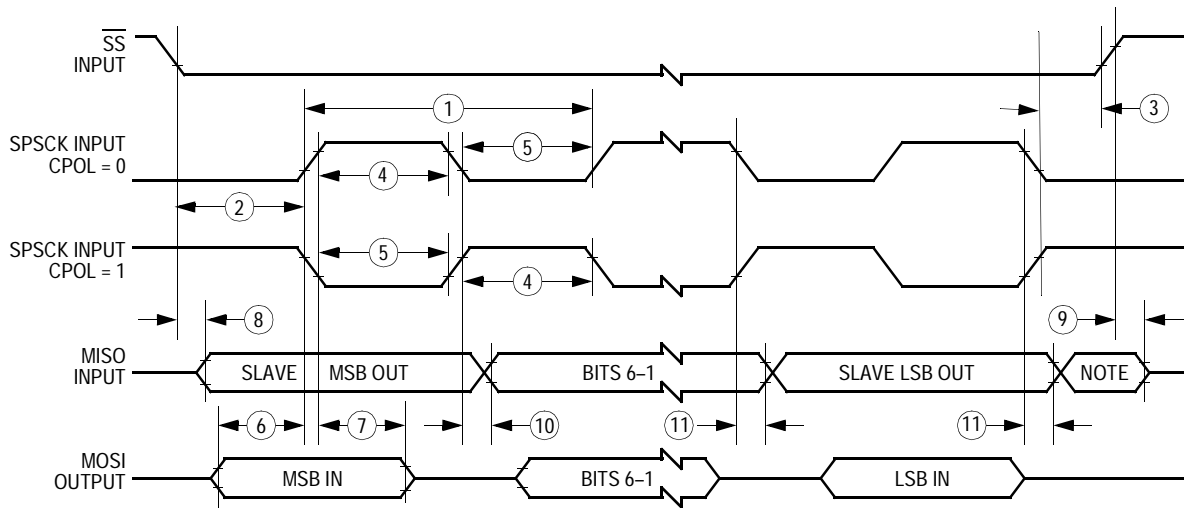 SS
INPUT
1
3
SPSCK INPUT
CPOL = 0
5
4
2
SPSCK INPUT
CPOL = 1
5
4
8
9
MISO
INPUT
SLAVE MSB OUT
BITS 6–1
SLAVE LSB OUT
NOTE
6
7
10
11
11
MOSI
OUTPUT
MSB IN
BITS 6–1
LSB IN